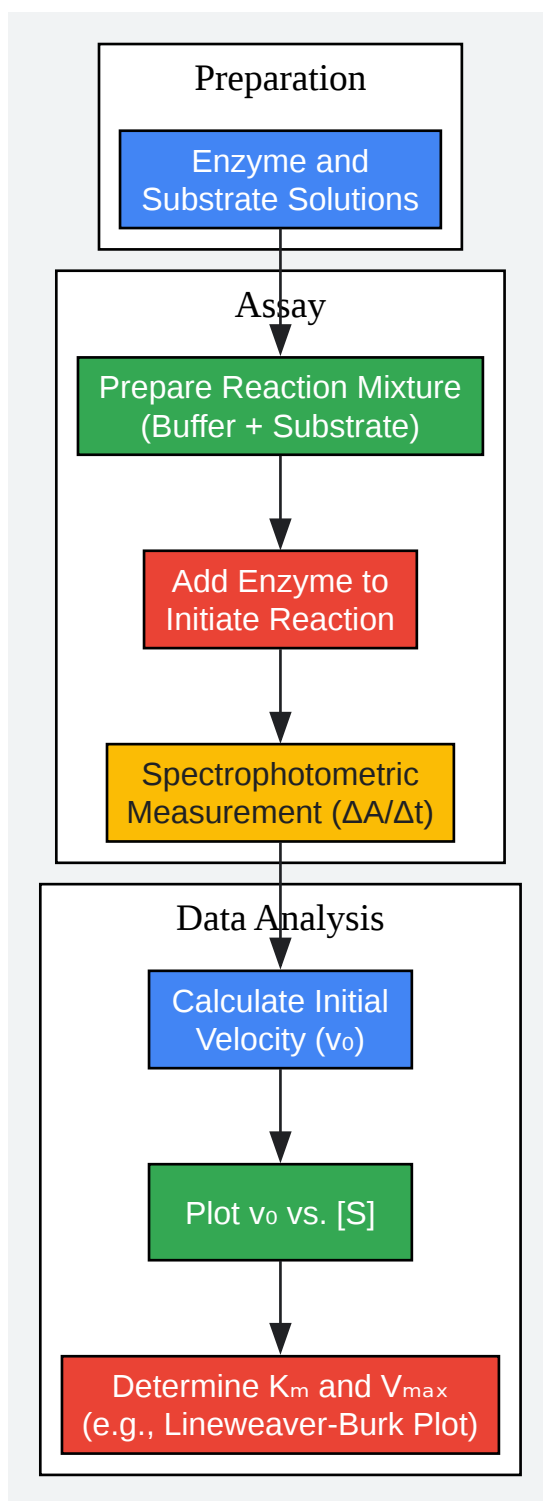 Preparation
Enzyme and
Substrate Solutions
Assay
Prepare Reaction Mixture
(Buffer + Substrate)
Add Enzyme to
Initiate Reaction
Spectrophotometric
Measurement (ΔA/Δt)
Data Analysis
Calculate Initial
Velocity (v₀)
Plot v₀ vs. [S]
Determine Kₘ and Vₘₐₓ
(e.g., Lineweaver-Burk Plot)